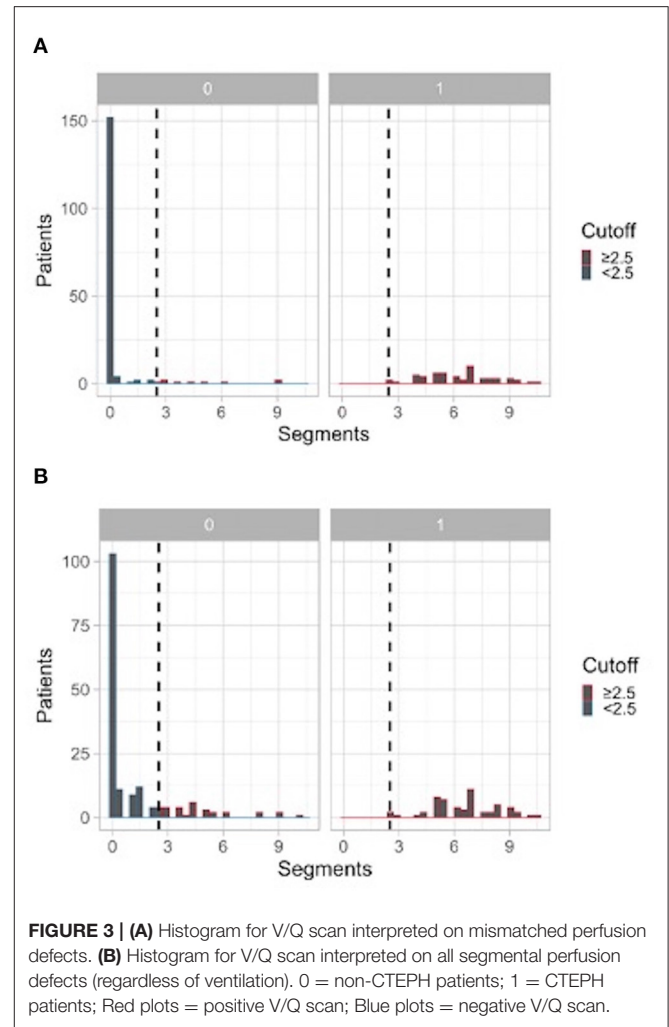 A
0 1
150
100
50
0
Patients
0 3 6 9 0 3 6 9
Segments
Cutoff
≥2.5
<2.5
B
0 1
100
75
50
25
0
Patients
0 3 6 9 0 3 6 9
Segments
Cutoff
≥2.5
<2.5
FIGURE 3 | (A) Histogram for V/Q scan interpreted on mismatched perfusion
defects. (B) Histogram for V/Q scan interpreted on all segmental perfusion
defects (regardless of ventilation). 0 = non-CTEPH patients; 1 = CTEPH
patients; Red plots = positive V/Q scan; Blue plots = negative V/Q scan.